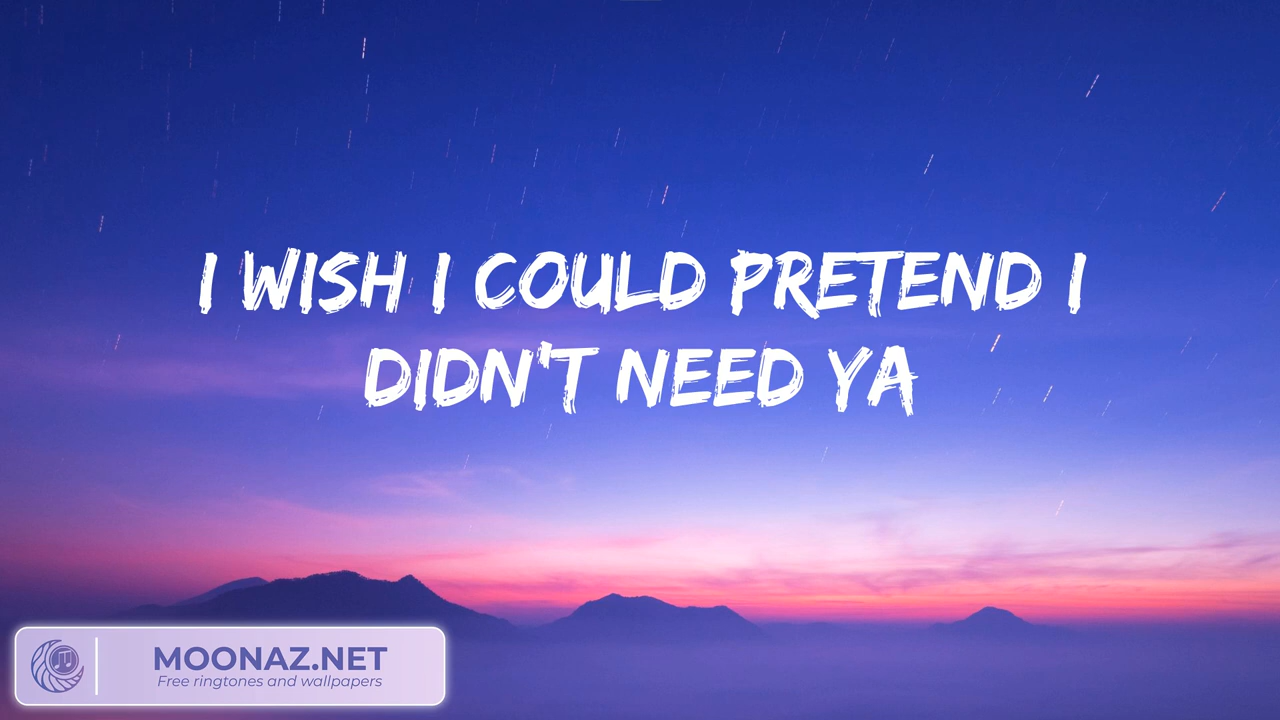 I WISH I COULD PRETEND I
DIDN'T NEED YA
MOONAZ.NET
Free ringtones and wallpapers